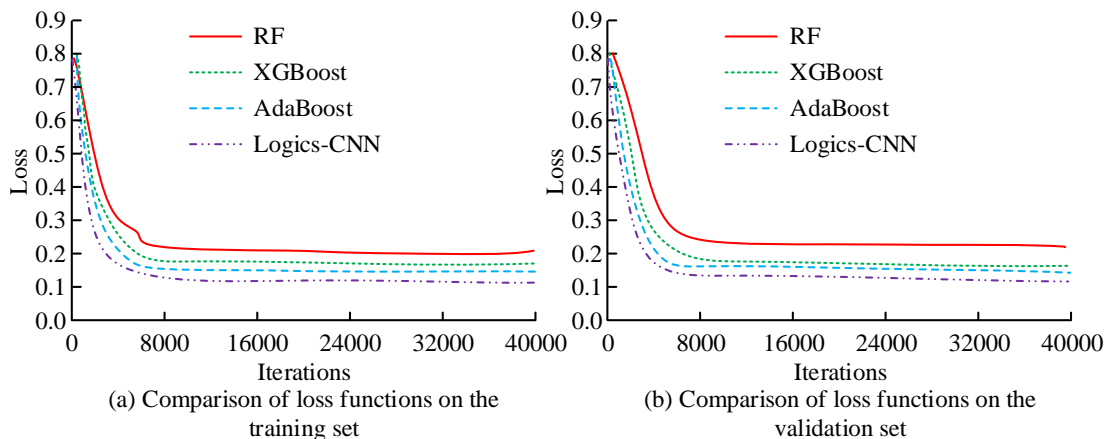 0.9
0.8
0.7
0.6
0.5
0.4
0.3
0.2
0.1
0.0
Loss
RF
XGBoost
AdaBoost
Logics-CNN
0 8000 16000 24000 32000 40000
Iterations
(a) Comparison of loss functions on the
training set
0.9
0.8
0.7
0.6
0.5
0.4
0.3
0.2
0.1
0.0
Loss
RF
XGBoost
AdaBoost
Logics-CNN
0 8000 16000 24000 32000 40000
Iterations
(b) Comparison of loss functions on the
validation set